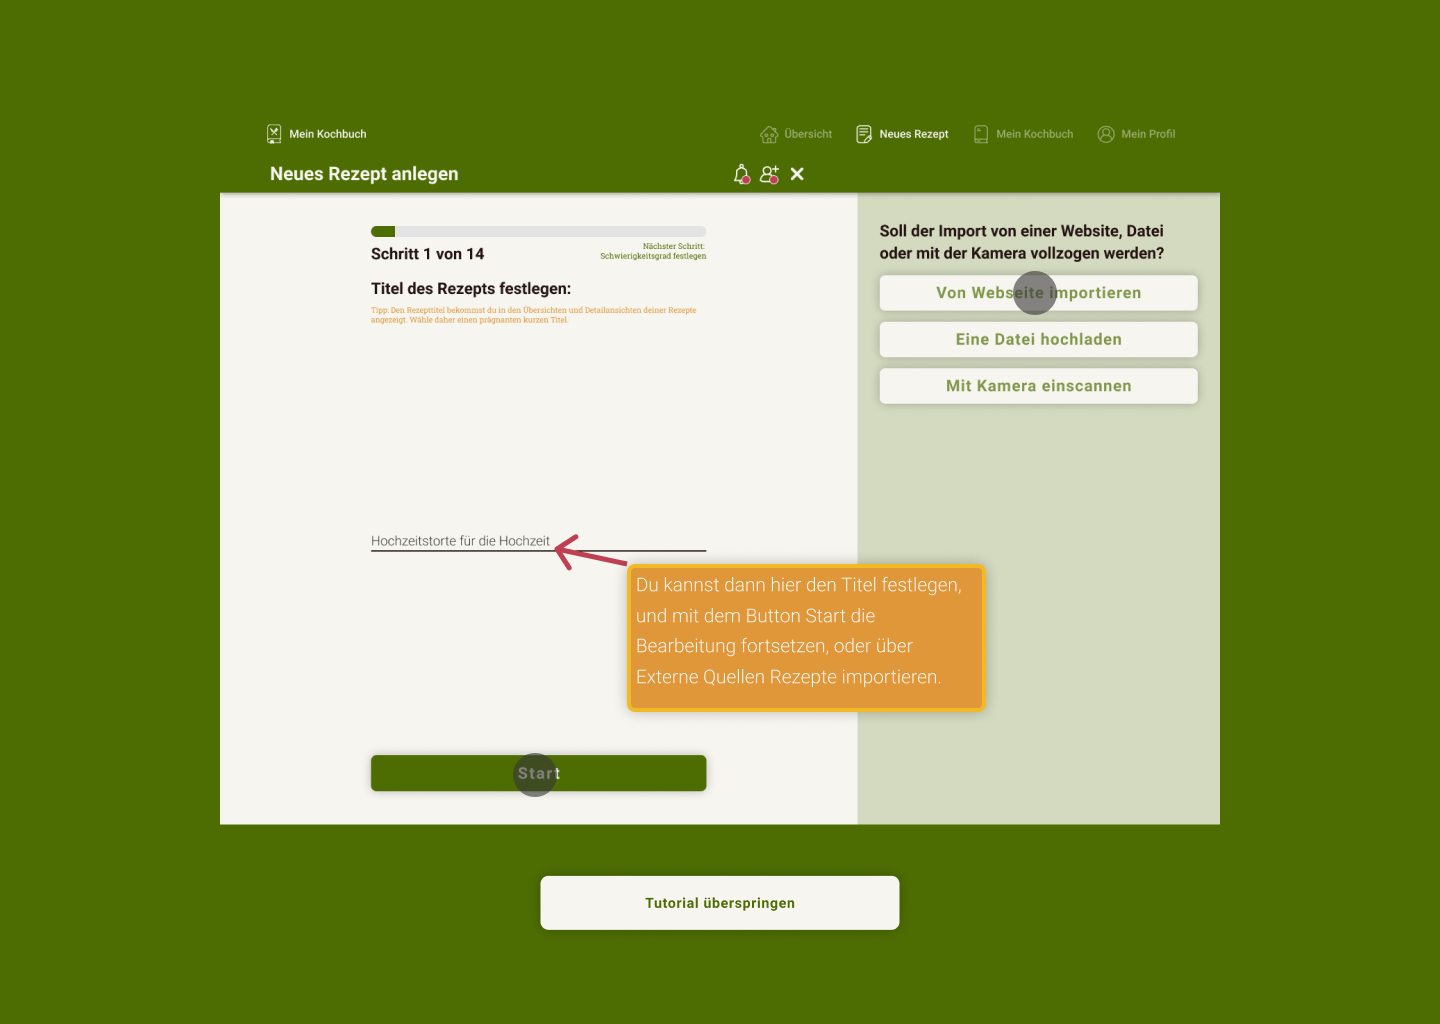 Mein Kochbuch
Übersicht
Neues Rezept
Mein Kochbuch
Mein Profil
Neues Rezept anlegen
Schritt 1 von 14
Nächster Schritt:
Schwierigkeitsgrad festlegen
Titel des Rezepts festlegen:
Tipp: Den Rezepttitel bekommst du in den Übersichten und Detailansichten deiner Rezepte
angezeigt. Wähle daher einen prägnanten kurzen Titel.
Hochzeitstorte für die Hochzeit
Start
Soll der Import von einer Website, Datei
oder mit der Kamera vollzogen werden?
Von Webseite importieren
Eine Datei hochladen
Mit Kamera einscannen
Du kannst dann hier den Titel festlegen,
und mit dem Button Start die
Bearbeitung fortsetzen, oder über
Externe Quellen Rezepte importieren.
Tutorial überspringen